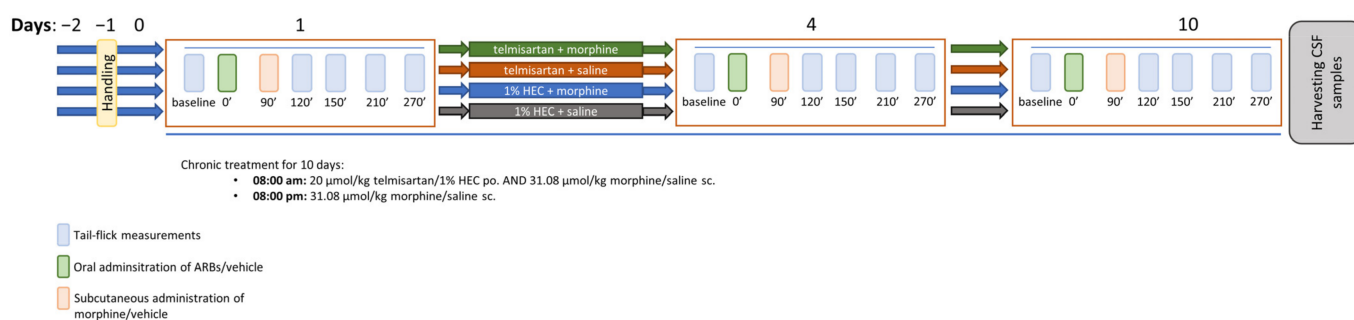 Days: −2 −1 0 1 4 10
Handling
telmisartan + morphine
telmisartan + saline
1% HEC + morphine
1% HEC + saline
baseline 0’ 90’ 120’ 150’ 210’ 270’
baseline 0’ 90’ 120’ 150’ 210’ 270’
baseline 0’ 90’ 120’ 150’ 210’ 270’
Harvesting CSF
samples
Chronic treatment for 10 days:
• 08:00 am: 20 µmol/kg telmisartan/1% HEC po. AND 31.08 µmol/kg morphine/saline sc.
• 08:00 pm: 31.08 µmol/kg morphine/saline sc.
Tail-flick measurements
Oral adminsitration of ARBs/vehicle
Subcutaneous administration of
morphine/vehicle